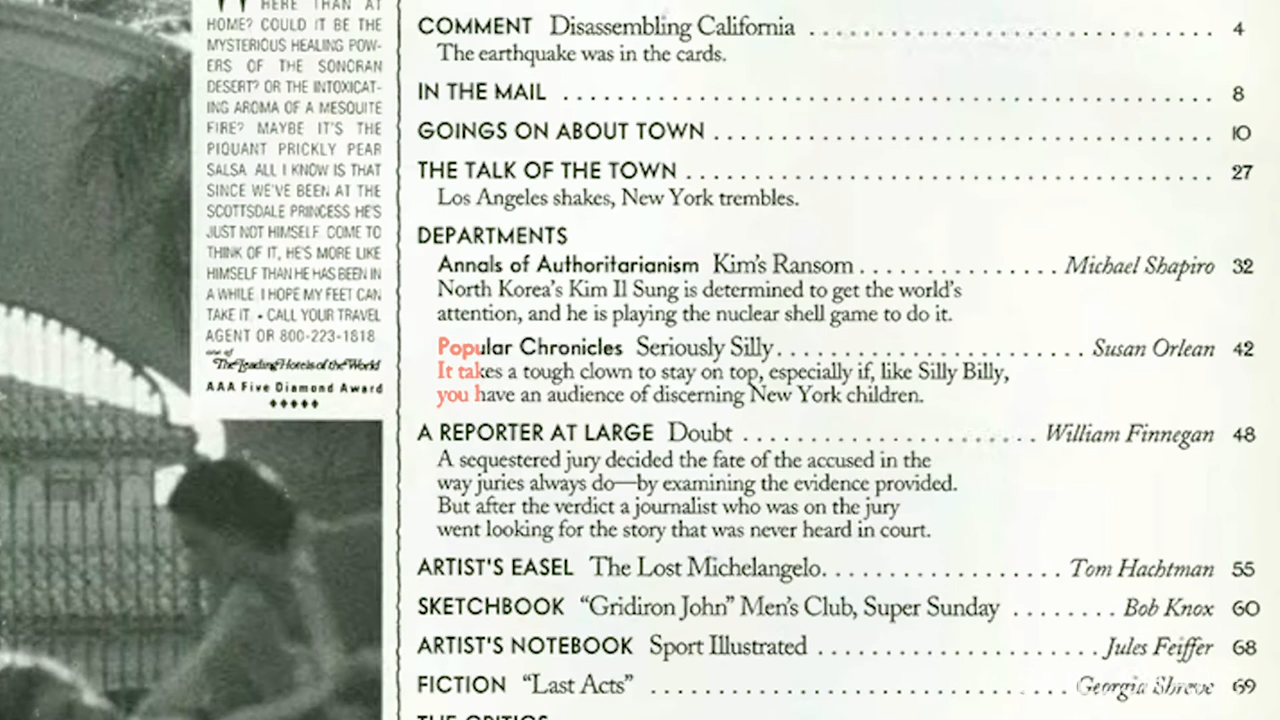 HERE THAN AT
HOME? COULD IT BE THE
MYSTERIOUS HEALING POW-
ERS OF THE SONORAN
DESERT? OR THE INTOXICAT-
ING AROMA OF A MESQUITE
FIRE? MAYBE IT'S THE
PIQUANT PRICKLY PEAR
SALSA. ALL I KNOW IS THAT
SINCE WE'VE BEEN AT THE
SCOTTSDALE PRINCESS HE'S
JUST NOT HIMSELF. COME TO
THINK OF IT, HE'S MORE LIKE
HIMSELF THAN HE HAS BEEN IN
A WHILE. I HOPE MY FEET CAN
TAKE IT. • CALL YOUR TRAVEL
AGENT OR 800-223-1818.
one of
The Leading Hotels of the World
AAA Five Diamond Award
COMMENT Disassembling California 4
The earthquake was in the cards.
IN THE MAIL 8
GOINGS ON ABOUT TOWN 10
THE TALK OF THE TOWN 27
Los Angeles shakes, New York trembles.
DEPARTMENTS
Annals of Authoritarianism Kim's Ransom Michael Shapiro 32
North Korea's Kim Il Sung is determined to get the world's
attention, and he is playing the nuclear shell game to do it.
Popular Chronicles Seriously Silly Susan Orlean 42
It takes a tough clown to stay on top, especially if, like Silly Billy,
you have an audience of discerning New York children.
A REPORTER AT LARGE Doubt William Finnegan 48
A sequestered jury decided the fate of the accused in the
way juries always do—by examining the evidence provided.
But after the verdict a journalist who was on the jury
went looking for the story that was never heard in court.
ARTIST'S EASEL The Lost Michelangelo Tom Hachtman 55
SKETCHBOOK "Gridiron John" Men's Club, Super Sunday Bob Knox 60
ARTIST'S NOTEBOOK Sport Illustrated Jules Feiffer 68
FICTION "Last Acts" Georgia Shreve 69
THE CRITICS